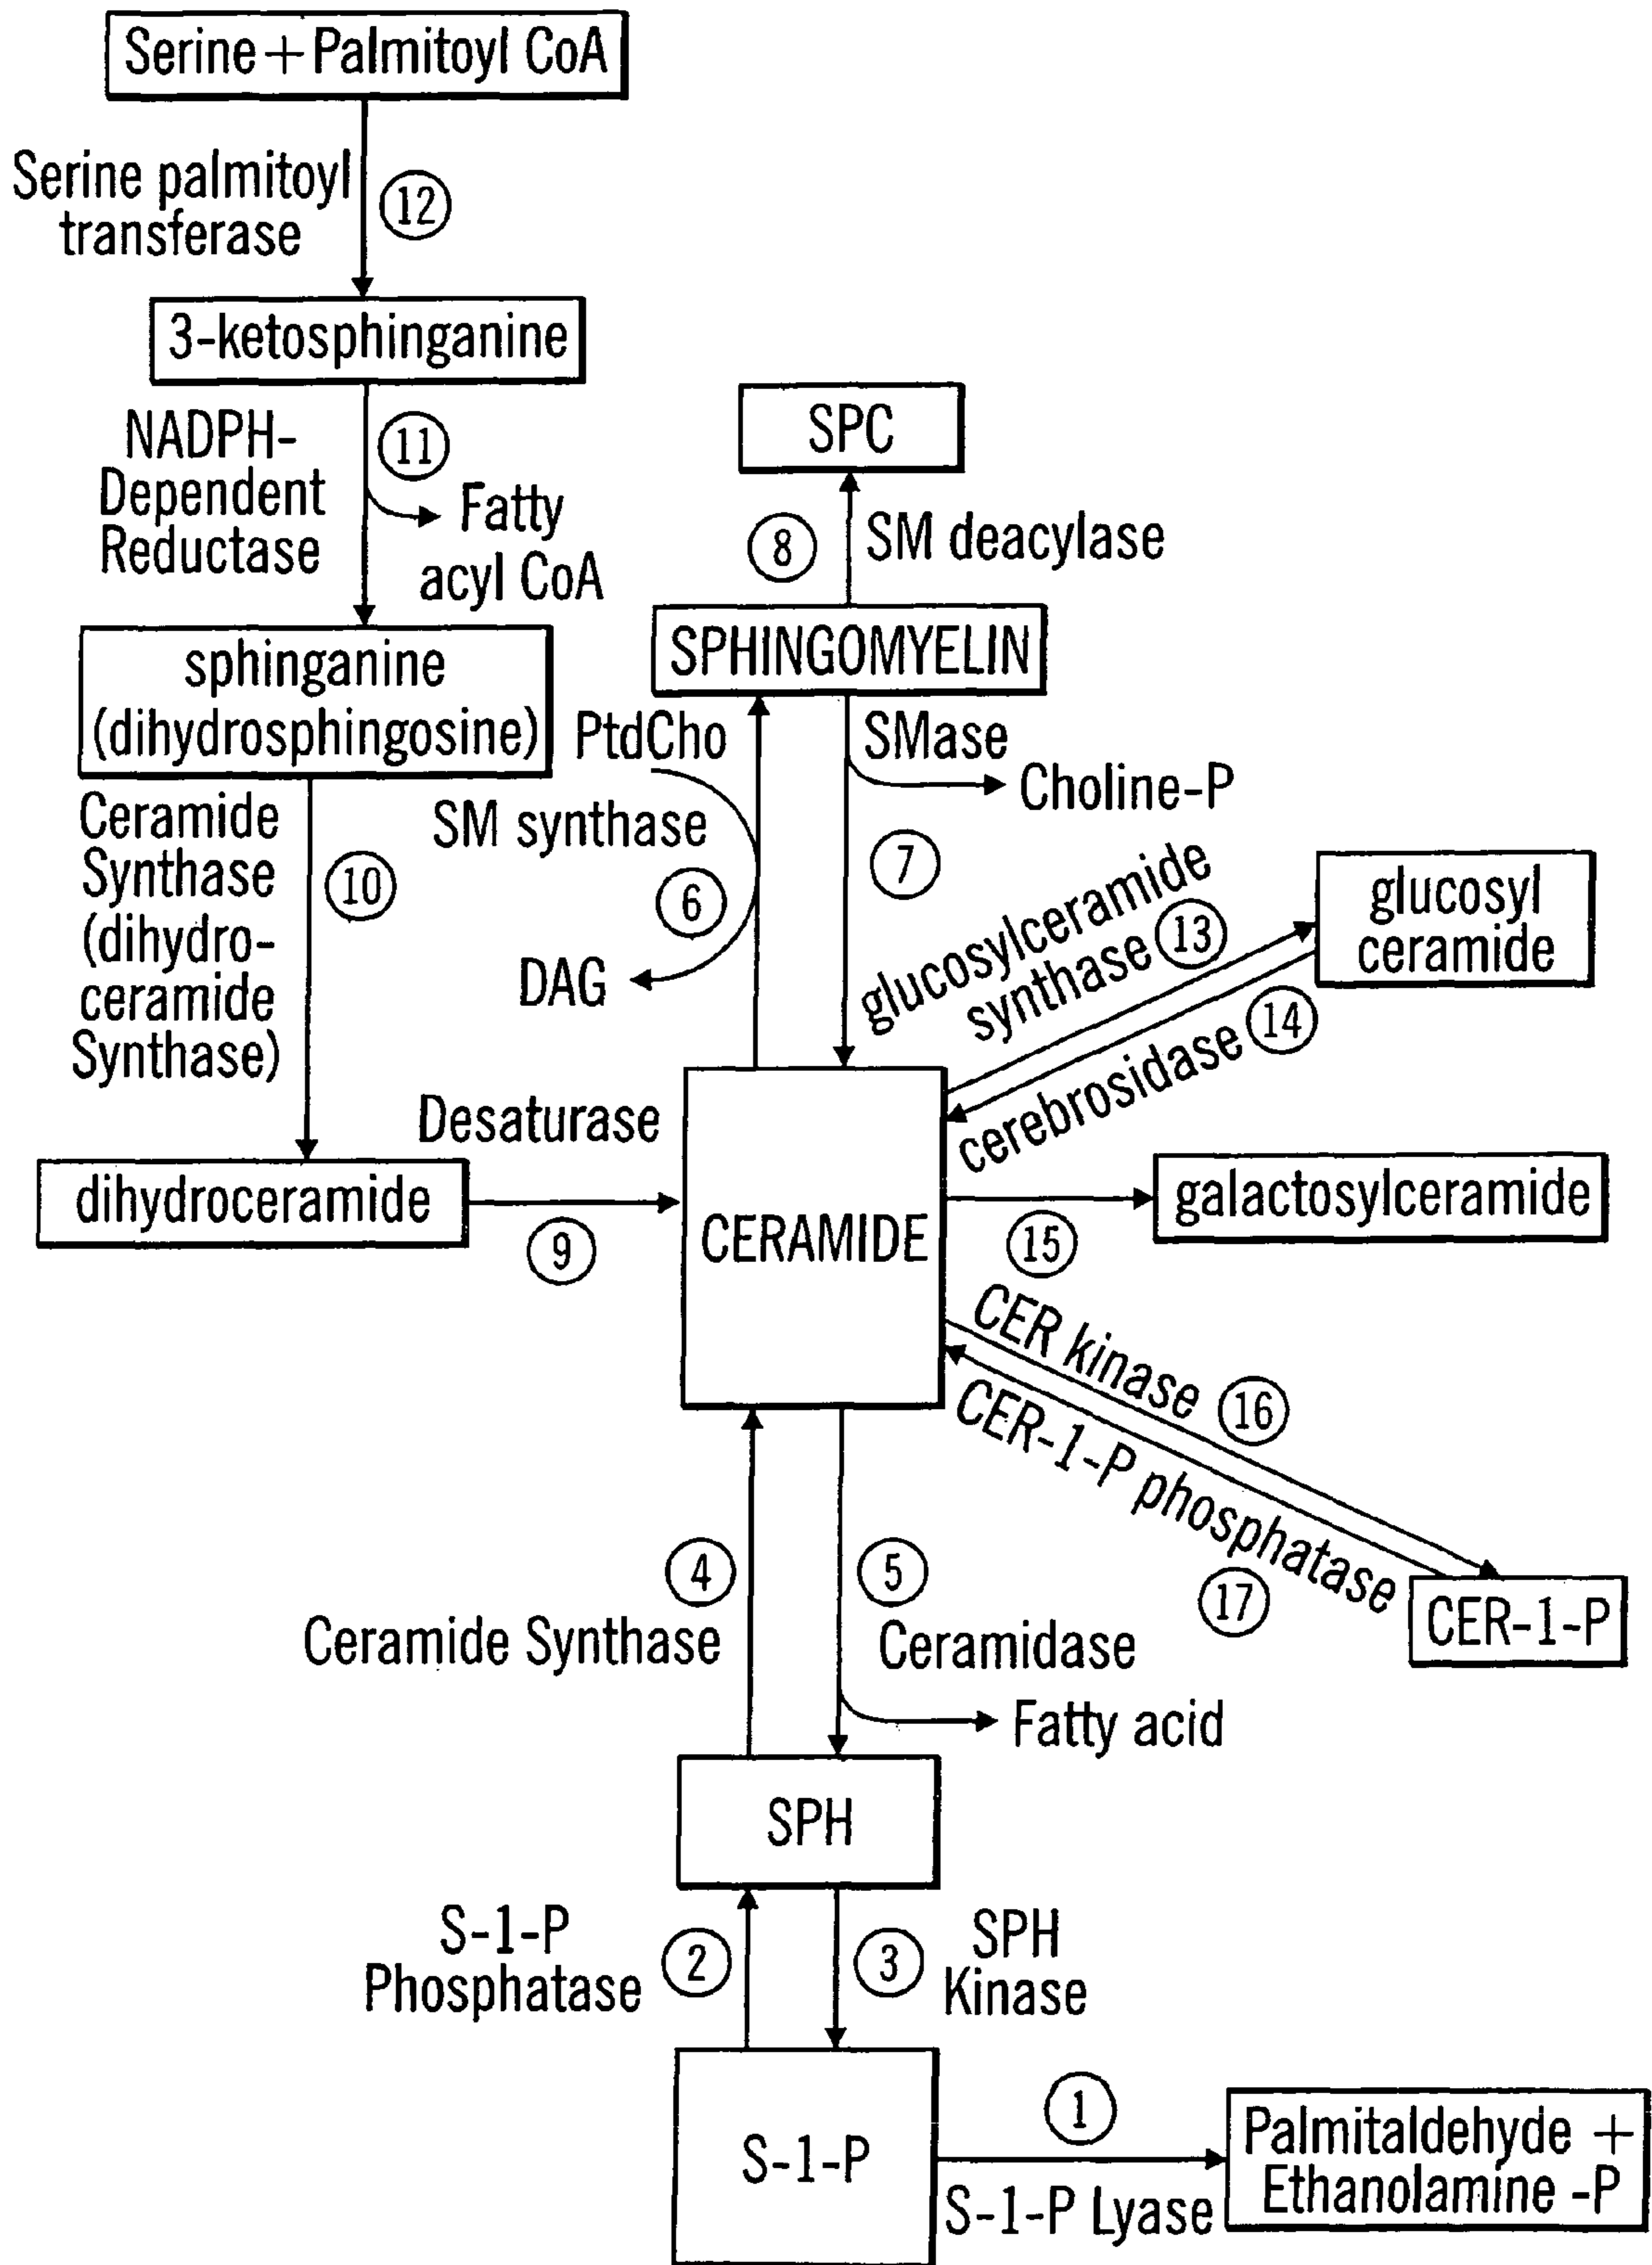 Serine+Palmitoyl CoA
Serine palmitoyl
transferase
12
3-ketosphinganine
NADPH-
Dependent
Reductase
11
Fatty
acyl CoA
sphinganine
(dihydrosphingosine)
Ceramide
Synthase
(dihydro-
ceramide
Synthase)
10
dihydroceramide
Desaturase
9
SPC
8
SM deacylase
SPHINGOMYELIN
PtdCho
SM synthase
6
DAG
SMase
Choline-P
7
CERAMIDE
glucosylceramide
synthase 13
glucosyl
ceramide
cerebrosidase 14
15
galactosylceramide
CER kinase 16
CER-1-P phosphatase
17
CER-1-P
4
Ceramide Synthase
5
Ceramidase
Fatty acid
SPH
S-1-P
Phosphatase
2
3
SPH
Kinase
S-1-P
1
S-1-P Lyase
Palmitaldehyde +
Ethanolamine -P